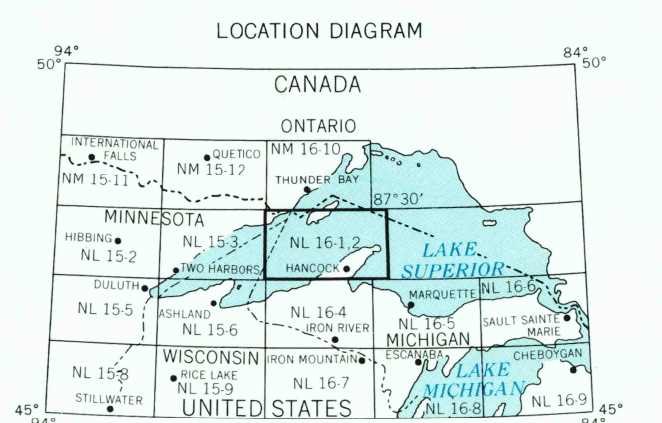 LOCATION DIAGRAM
94°
84°
50°
50°
CANADA
ONTARIO
INTERNATIONAL
FALLS
QUETICO
NM 16-10
NM 15-11
NM 15-12
THUNDER BAY
87°30′
MINNESOTA
HIBBING
NL 15-2
NL 15-3
TWO HARBORS
NL 16-1,2
HANCOCK
LAKE
SUPERIOR
DULUTH
NL 15-5
ASHLAND
NL 15-6
NL 16-4
IRON RIVER
MARQUETTE
NL 16-5
NL 16-6
SAULT SAINTE
MARIE
MICHIGAN
WISCONSIN
IRON MOUNTAIN
ESCANABA
CHEBOYGAN
NL 15-8
RICE LAKE
NL 15-9
NL 16-7
LAKE
MICHIGAN
NL 16-8
NL 16-9
STILLWATER
UNITED STATES
45°
45°
94°
84°